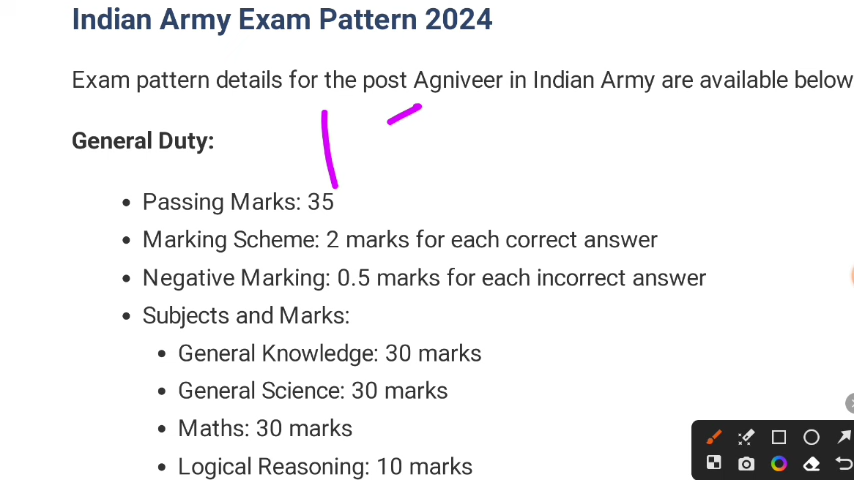 Indian Army Exam Pattern 2024
Exam pattern details for the post Agniveer in Indian Army are available below
General Duty:
• Passing Marks: 35
• Marking Scheme: 2 marks for each correct answer
• Negative Marking: 0.5 marks for each incorrect answer
• Subjects and Marks:
• General Knowledge: 30 marks
• General Science: 30 marks
• Maths: 30 marks
• Logical Reasoning: 10 marks